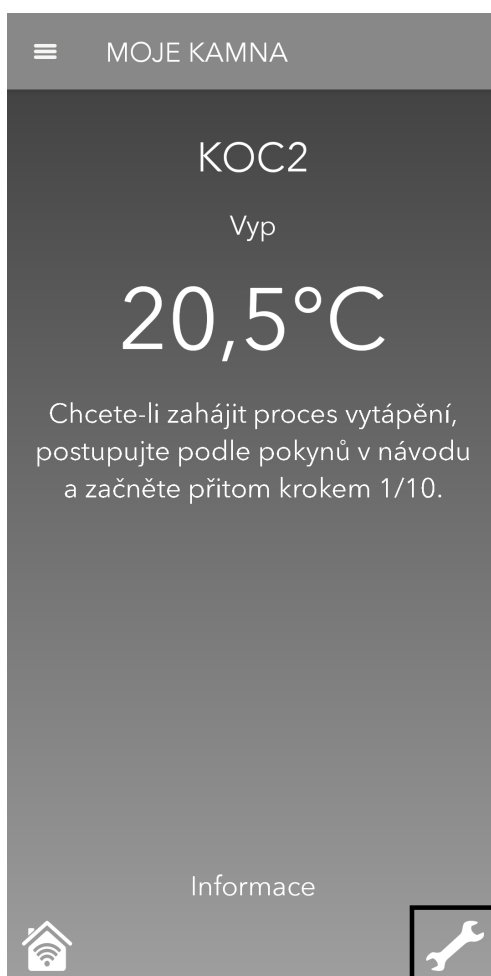 MOJE KAMNA
KOC2
Vyp
20,5°C
Chcete-li zahájit proces vytápění,
postupujte podle pokynů v návodu
a začněte přitom krokem 1/10.
Informace